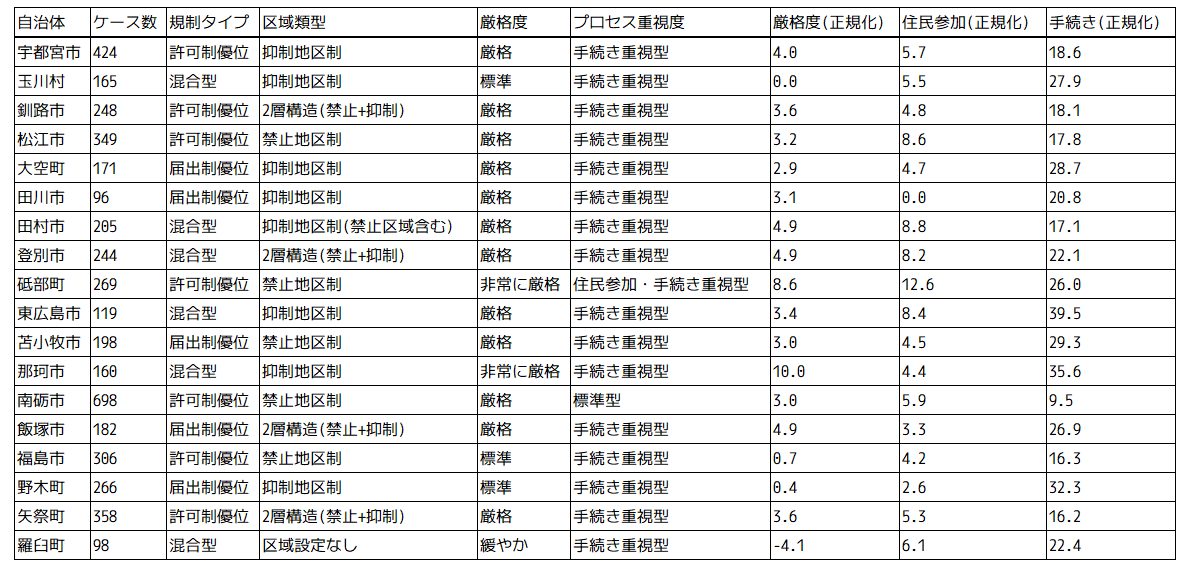 自治体 ケース数 規制タイプ 区域類型 厳格度 プロセス重視度 厳格度(正規化) 住民参加(正規化) 手続き(正規化)
宇都宮市 424 許可制優位 抑制地区制 厳格 手続き重視型 4.0 5.7 18.6
玉川村 165 混合型 抑制地区制 標準 手続き重視型 0.0 5.5 27.9
釧路市 248 許可制優位 2層構造(禁止+抑制) 厳格 手続き重視型 3.6 4.8 18.1
松江市 349 許可制優位 禁止地区制 厳格 手続き重視型 3.2 8.6 17.8
大空町 171 届出制優位 抑制地区制 厳格 手続き重視型 2.9 4.7 28.7
田川市 96 届出制優位 抑制地区制 厳格 手続き重視型 3.1 0.0 20.8
田村市 205 混合型 抑制地区制(禁止区域含む) 厳格 手続き重視型 4.9 8.8 17.1
登別市 244 混合型 2層構造(禁止+抑制) 厳格 手続き重視型 4.9 8.2 22.1
砥部町 269 許可制優位 禁止地区制 非常に厳格 住民参加・手続き重視型 8.6 12.6 26.0
東広島市 119 混合型 抑制地区制 厳格 手続き重視型 3.4 8.4 39.5
苫小牧市 198 届出制優位 禁止地区制 厳格 手続き重視型 3.0 4.5 29.3
那珂市 160 混合型 抑制地区制 非常に厳格 手続き重視型 10.0 4.4 35.6
南砺市 698 許可制優位 禁止地区制 厳格 標準型 3.0 5.9 9.5
飯塚市 182 届出制優位 2層構造(禁止+抑制) 厳格 手続き重視型 4.9 3.3 26.9
福島市 306 許可制優位 禁止地区制 標準 手続き重視型 0.7 4.2 16.3
野木町 266 届出制優位 抑制地区制 標準 手続き重視型 0.4 2.6 32.3
矢祭町 358 許可制優位 2層構造(禁止+抑制) 厳格 手続き重視型 3.6 5.3 16.2
羅臼町 98 混合型 区域設定なし 緩やか 手続き重視型 -4.1 6.1 22.4